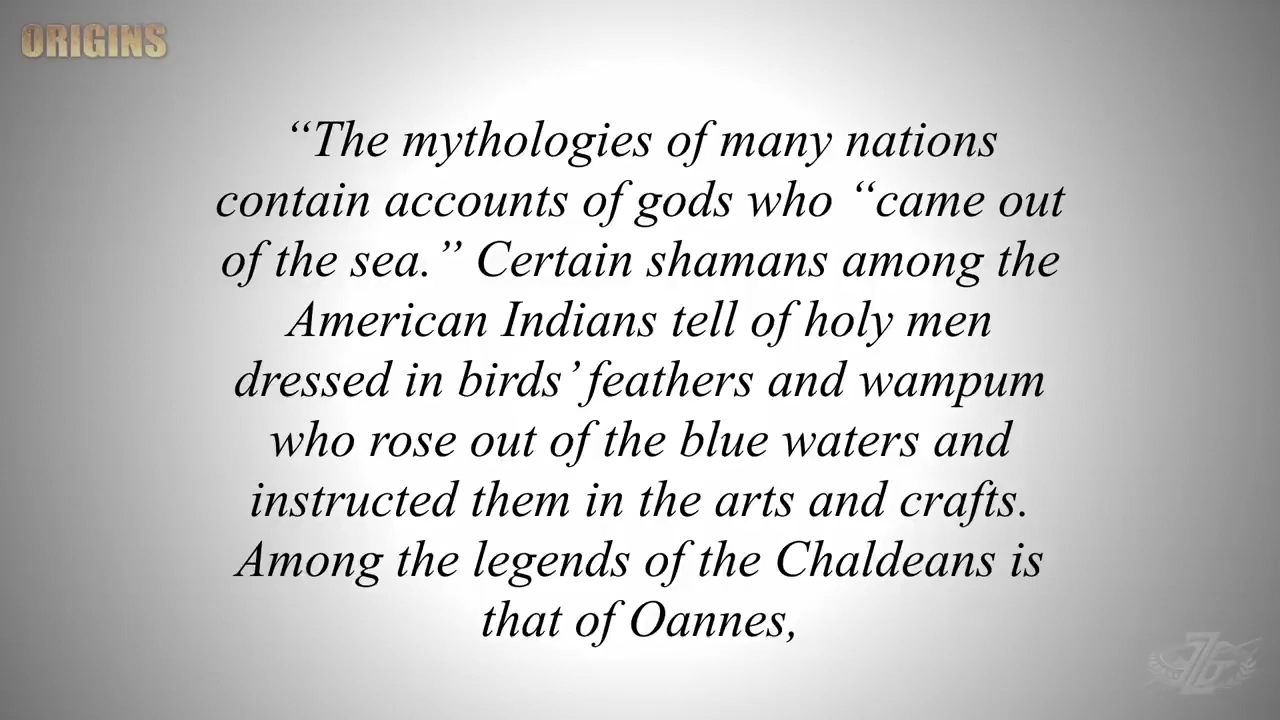 ORIGINS
“The mythologies of many nations
contain accounts of gods who “came out
of the sea.” Certain shamans among the
American Indians tell of holy men
dressed in birds’ feathers and wampum
who rose out of the blue waters and
instructed them in the arts and crafts.
Among the legends of the Chaldeans is
that of Oannes,